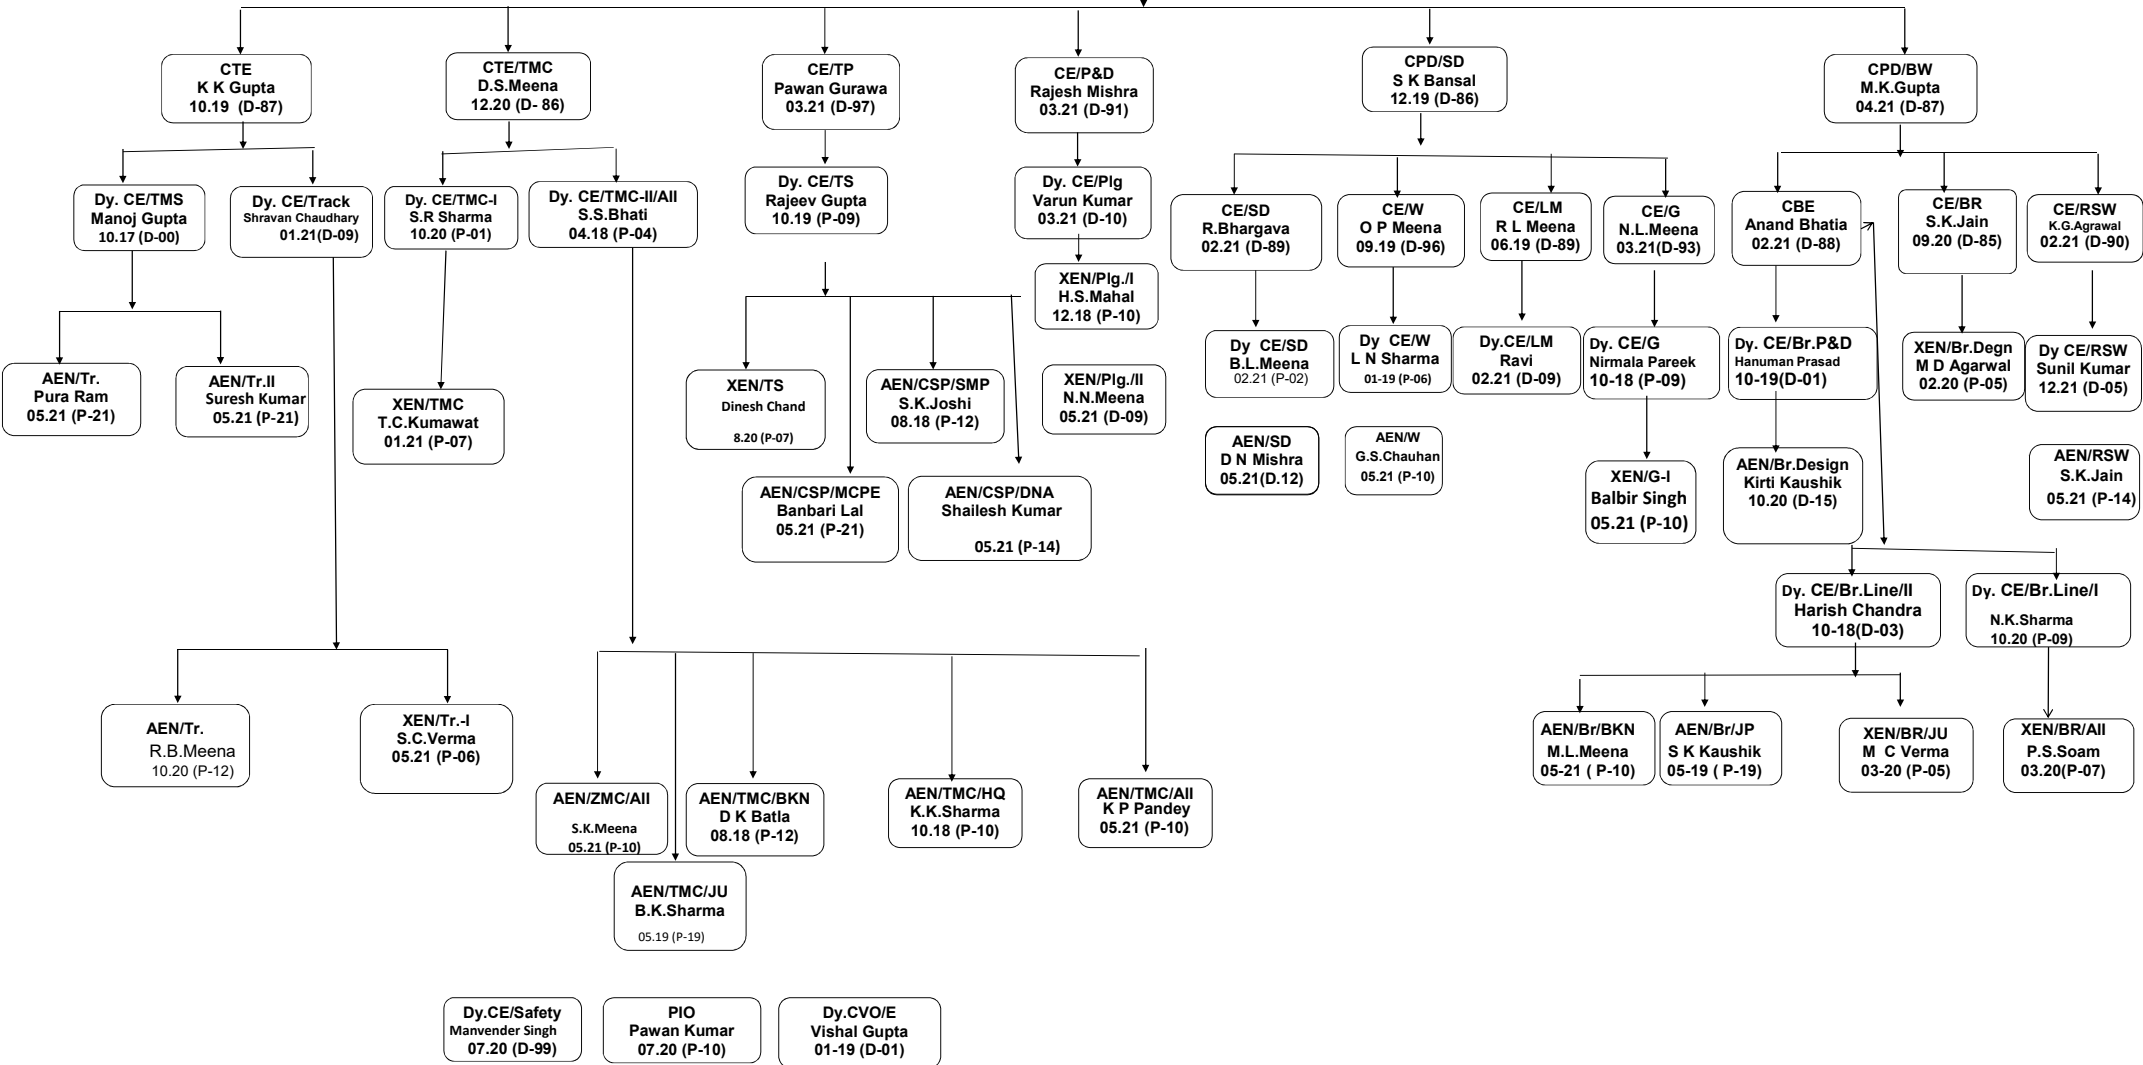 CTE
K K Gupta
10.19 (D-87)
CTE/TMC
D.S.Meena
12.20 (D- 86)
CE/TP
Pawan Gurawa
03.21 (D-97)
CE/P&D
Rajesh Mishra
03.21 (D-91)
CPD/SD
S K Bansal
12.19 (D-86)
CPD/BW
M.K.Gupta
04.21 (D-87)
Dy. CE/TMS
Manoj Gupta
10.17 (D-00)
Dy. CE/Track
Shravan Chaudhary
01.21(D-09)
Dy. CE/TMC-I
S.R Sharma
10.20 (P-01)
Dy. CE/TMC-II/AII
S.S.Bhati
04.18 (P-04)
Dy. CE/TS
Rajeev Gupta
10.19 (P-09)
Dy. CE/Plg
Varun Kumar
03.21 (D-10)
CE/SD
R.Bhargava
02.21 (D-89)
CE/W
O P Meena
09.19 (D-96)
CE/LM
R L Meena
06.19 (D-89)
CE/G
N.L.Meena
03.21(D-93)
CBE
Anand Bhatia
02.21 (D-88)
CE/BR
S.K.Jain
09.20 (D-85)
CE/RSW
K.G.Agrawal
02.21 (D-90)
XEN/Plg./I
H.S.Mahal
12.18 (P-10)
AEN/Tr.
Pura Ram
05.21 (P-21)
AEN/Tr.II
Suresh Kumar
05.21 (P-21)
XEN/TMC
T.C.Kumawat
01.21 (P-07)
XEN/TS
Dinesh Chand
8.20 (P-07)
AEN/CSP/SMP
S.K.Joshi
08.18 (P-12)
XEN/Plg./II
N.N.Meena
05.21 (D-09)
Dy CE/SD
B.L.Meena
02.21 (P-02)
Dy CE/W
L N Sharma
01-19 (P-06)
Dy.CE/LM
Ravi
02.21 (D-09)
Dy. CE/G
Nirmala Pareek
10-18 (P-09)
Dy. CE/Br.P&D
Hanuman Prasad
10-19(D-01)
XEN/Br.Degn
M D Agarwal
02.20 (P-05)
Dy CE/RSW
Sunil Kumar
12.21 (D-05)
AEN/CSP/MCPE
Banbari Lal
05.21 (P-21)
AEN/CSP/DNA
Shailesh Kumar
05.21 (P-14)
AEN/SD
D N Mishra
05.21(D.12)
AEN/W
G.S.Chauhan
05.21 (P-10)
XEN/G-I
Balbir Singh
05.21 (P-10)
AEN/Br.Design
Kirti Kaushik
10.20 (D-15)
AEN/RSW
S.K.Jain
05.21 (P-14)
Dy. CE/Br.Line/II
Harish Chandra
10-18(D-03)
Dy. CE/Br.Line/I
N.K.Sharma
10.20 (P-09)
AEN/Tr.
R.B.Meena
10.20 (P-12)
XEN/Tr.-I
S.C.Verma
05.21 (P-06)
AEN/Br/BKN
M.L.Meena
05-21 ( P-10)
AEN/Br/JP
S K Kaushik
05-19 ( P-19)
XEN/BR/JU
M C Verma
03-20 (P-05)
XEN/BR/AII
P.S.Soam
03.20(P-07)
AEN/ZMC/AII
S.K.Meena
05.21 (P-10)
AEN/TMC/BKN
D K Batla
08.18 (P-12)
AEN/TMC/HQ
K.K.Sharma
10.18 (P-10)
AEN/TMC/AII
K P Pandey
05.21 (P-10)
AEN/TMC/JU
B.K.Sharma
05.19 (P-19)
Dy.CE/Safety
Manvender Singh
07.20 (D-99)
PIO
Pawan Kumar
07.20 (P-10)
Dy.CVO/E
Vishal Gupta
01-19 (D-01)